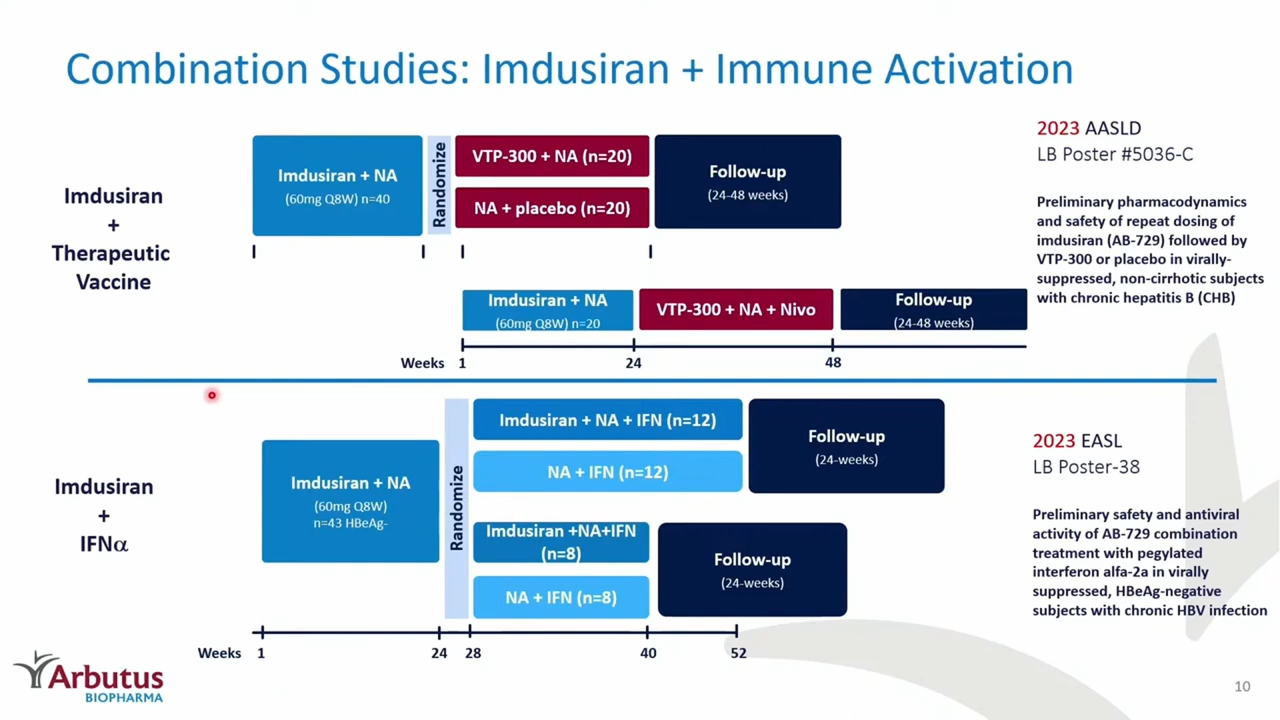 Combination Studies: Imdusiran + Immune Activation
Imdusiran
+
Therapeutic
Vaccine
Imdusiran + NA
(60mg Q8W) n=40
Randomize
VTP-300 + NA (n=20)
NA + placebo (n=20)
Follow-up
(24-48 weeks)
Imdusiran + NA
(60mg Q8W) n=20
VTP-300 + NA + Nivo
Follow-up
(24-48 weeks)
Weeks 1 24 48
2023 AASLD
LB Poster #5036-C
Preliminary pharmacodynamics
and safety of repeat dosing of
imdusiran (AB-729) followed by
VTP-300 or placebo in virally-
suppressed, non-cirrhotic subjects
with chronic hepatitis B (CHB)
Imdusiran
+
IFNα
Imdusiran + NA
(60mg Q8W)
n=43 HBeAg-
Randomize
Imdusiran + NA + IFN (n=12)
NA + IFN (n=12)
Follow-up
(24-weeks)
Imdusiran +NA+IFN
(n=8)
NA + IFN (n=8)
Follow-up
(24-weeks)
Weeks 1 24 28 40 52
2023 EASL
LB Poster-38
Preliminary safety and antiviral
activity of AB-729 combination
treatment with pegylated
interferon alfa-2a in virally
suppressed, HBeAg-negative
subjects with chronic HBV infection
Arbutus
BIOPHARMA
10